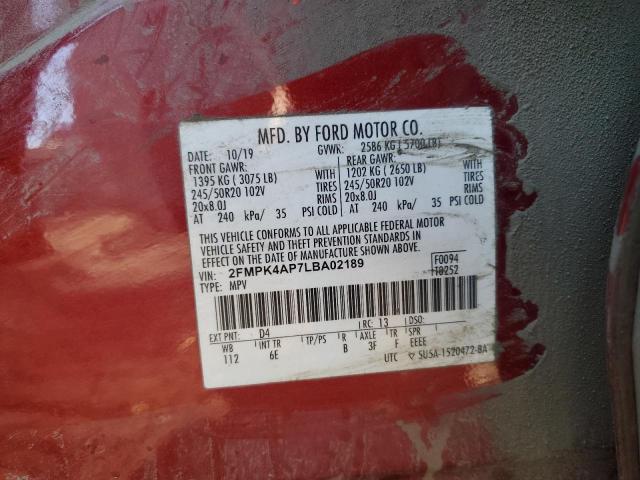 MFD. BY FORD MOTOR CO.
DATE: 10/19 GVWR: 2586 KG ( 5700 LB)
FRONT GAWR: REAR GAWR:
1395 KG ( 3075 LB) 1202 KG ( 2650 LB)
245/50R20 102V TIRES 245/50R20 102V TIRES
20x8.0J RIMS 20x8.0J RIMS
AT 240 kPa/ 35 PSI COLD AT 240 kPa/ 35 PSI COLD
THIS VEHICLE CONFORMS TO ALL APPLICABLE FEDERAL MOTOR
VEHICLE SAFETY AND THEFT PREVENTION STANDARDS IN
EFFECT ON THE DATE OF MANUFACTURE SHOWN ABOVE.
VIN: 2FMPK4AP7LBA02189 F0094
TYPE: MPV T0252
EXT PNT: D4 RC: 13 DSO:
WB INT TR TP/PS R AXLE TR SPR
112 6E B 3F F EEEE
UTC SU5A-1520472-BA